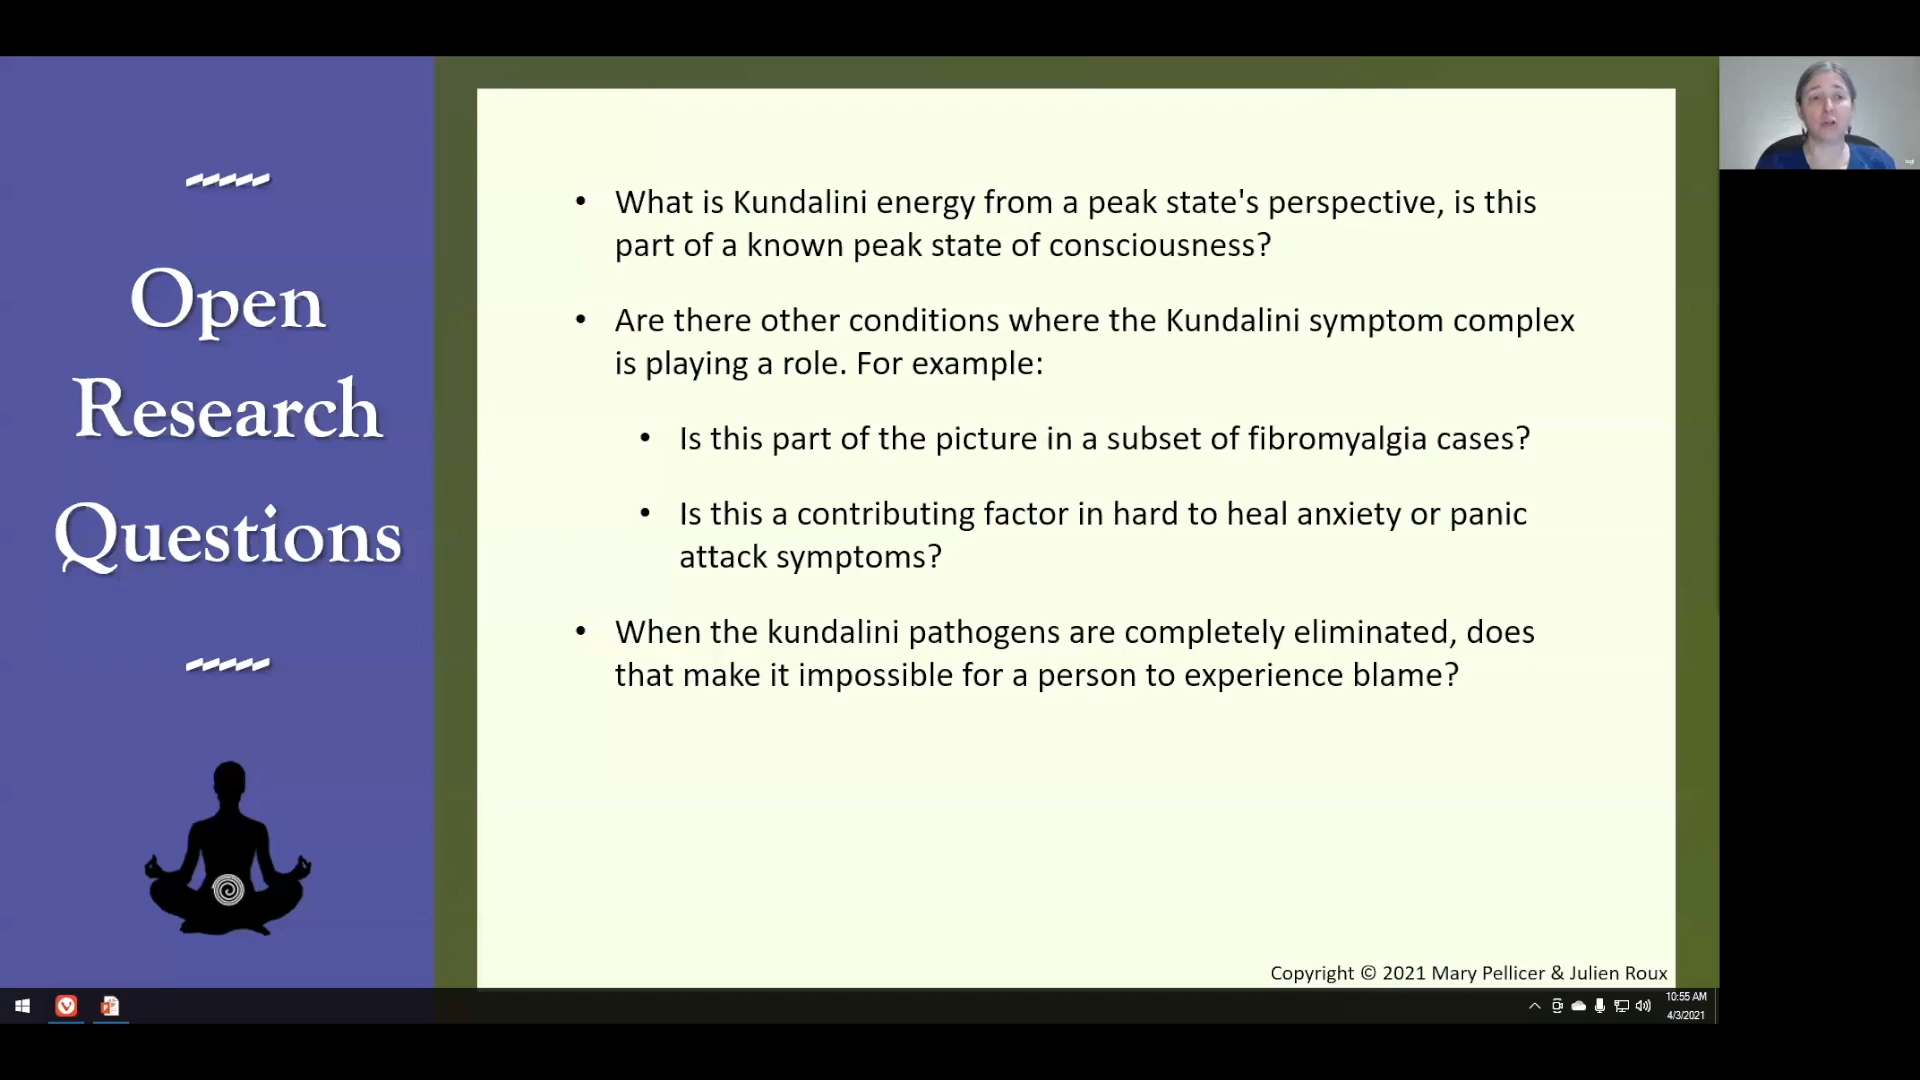 Open
Research
Questions
• What is Kundalini energy from a peak state's perspective, is this
part of a known peak state of consciousness?
• Are there other conditions where the Kundalini symptom complex
is playing a role. For example:
• Is this part of the picture in a subset of fibromyalgia cases?
• Is this a contributing factor in hard to heal anxiety or panic
attack symptoms?
• When the kundalini pathogens are completely eliminated, does
that make it impossible for a person to experience blame?
Copyright © 2021 Mary Pellicer & Julien Roux
10:55 AM
4/3/2021